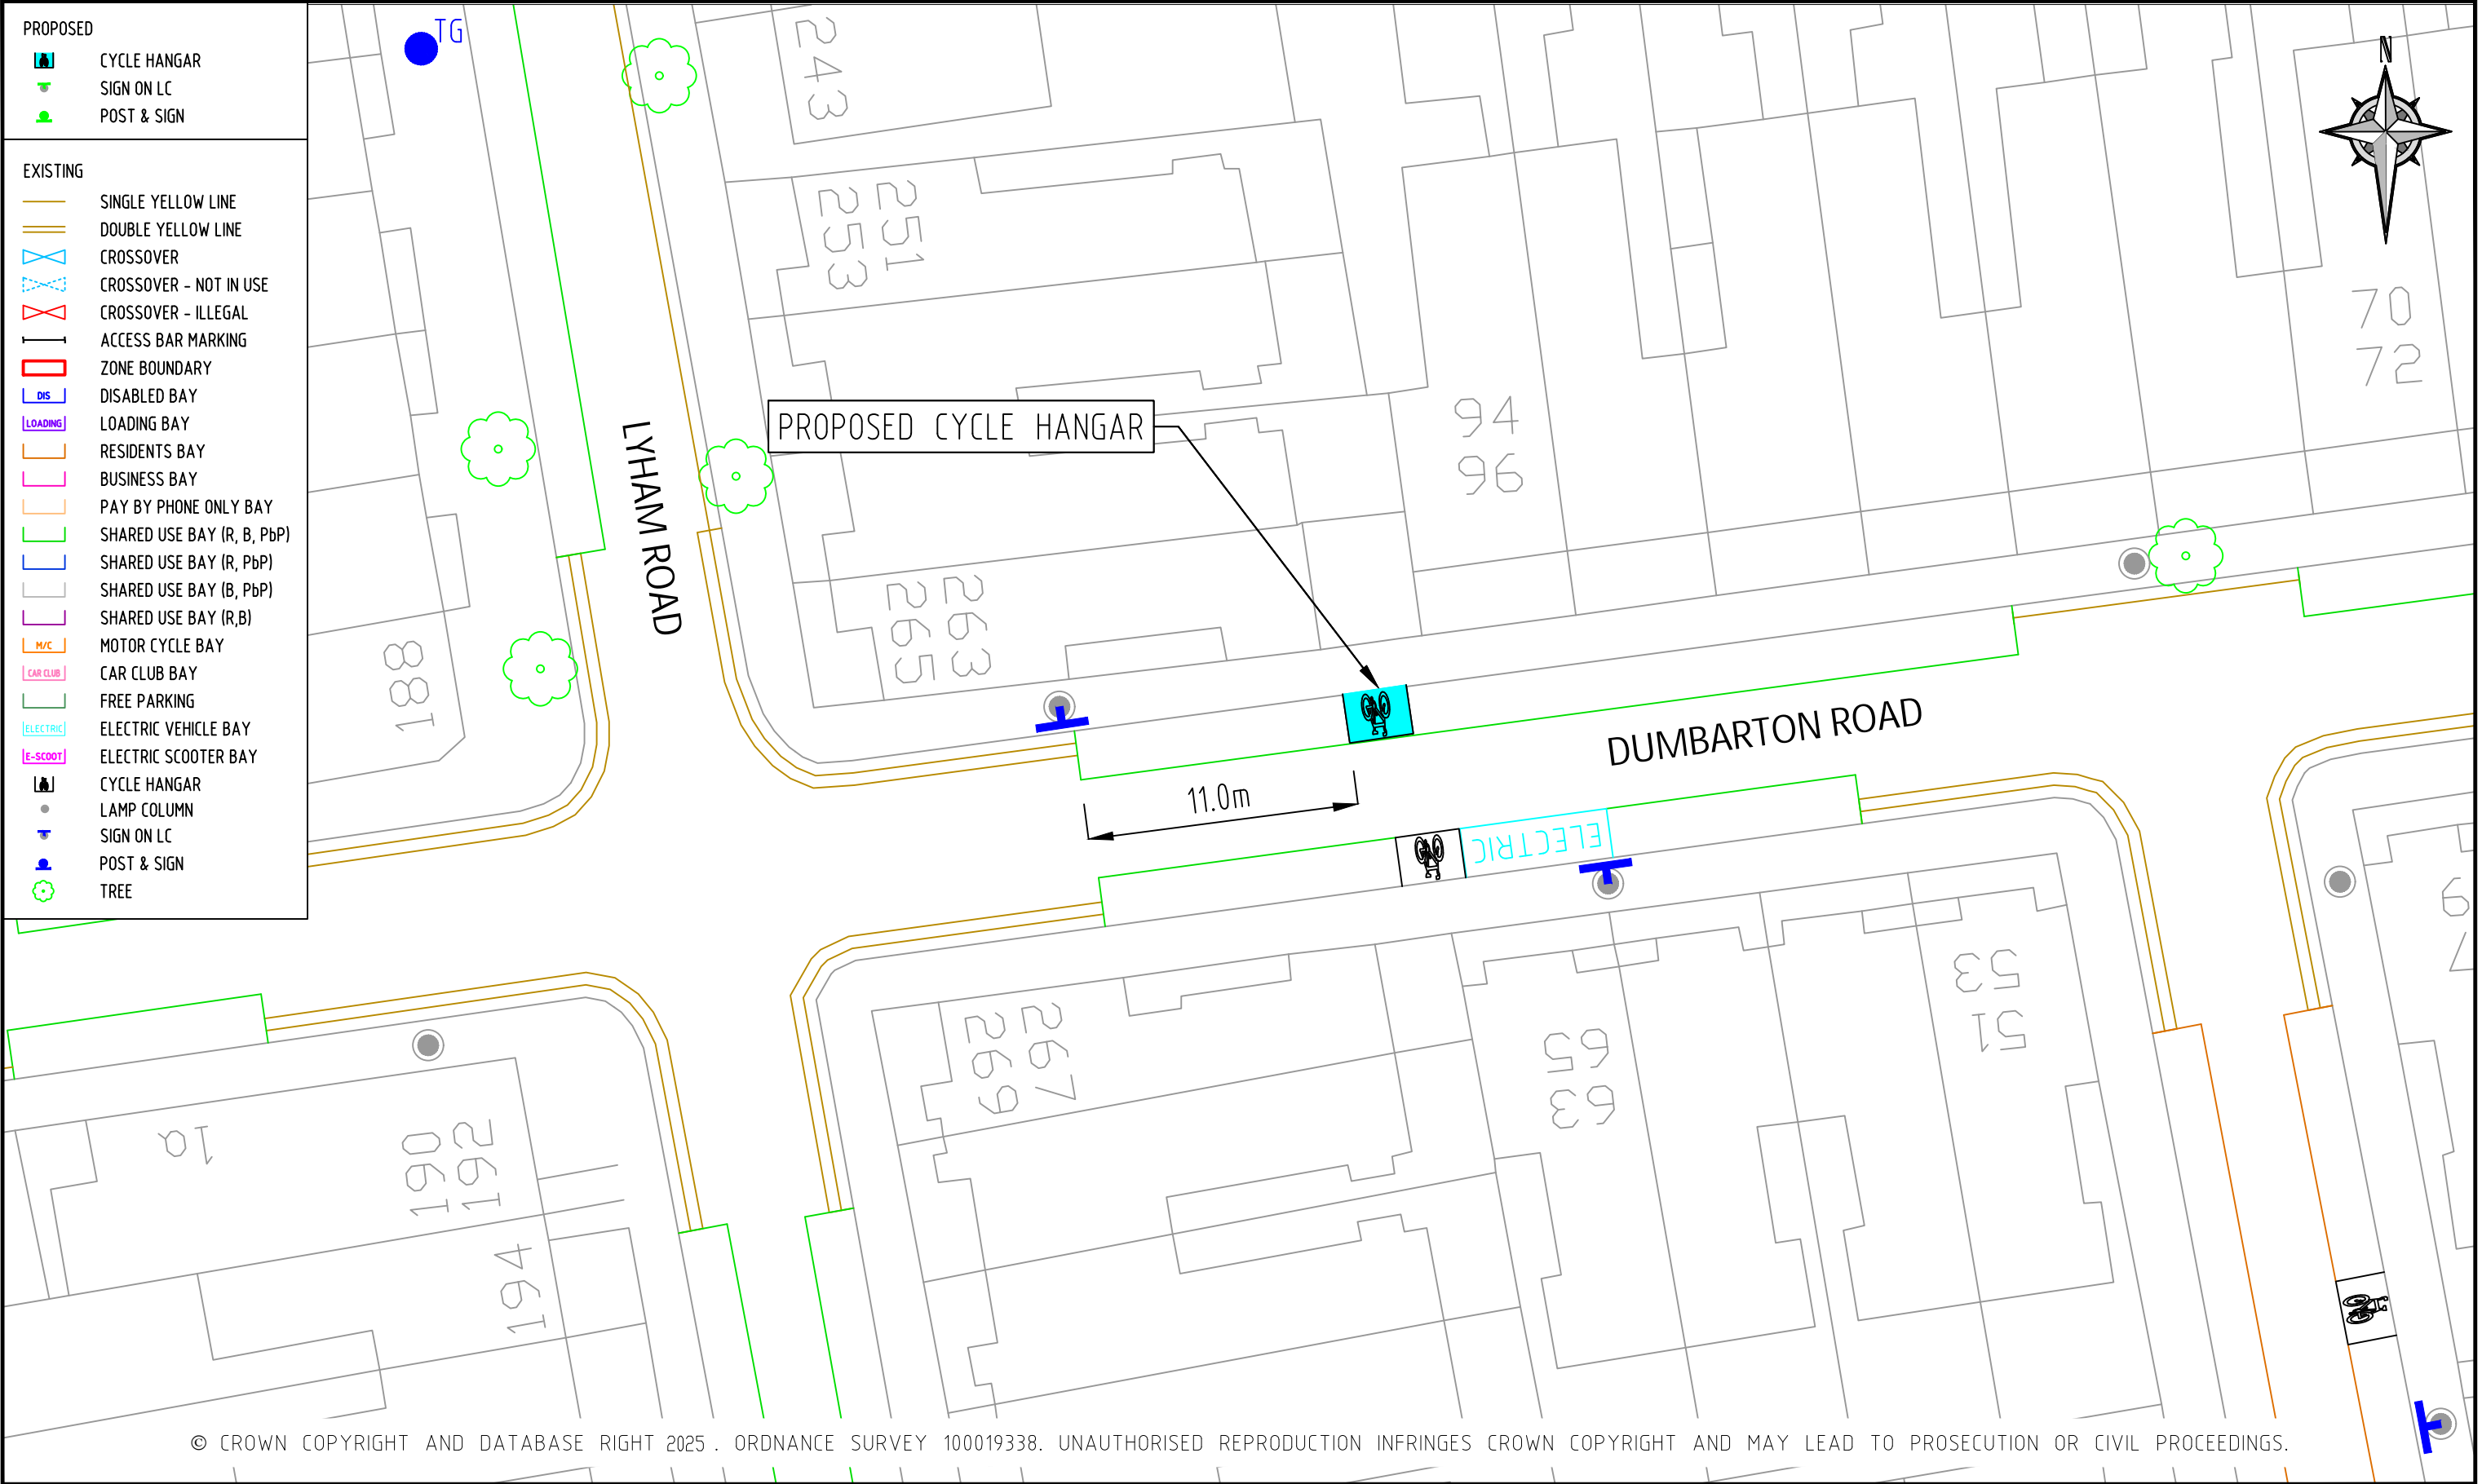 PROPOSED
CYCLE HANGAR
SIGN ON LC
POST & SIGN
EXISTING
SINGLE YELLOW LINE
DOUBLE YELLOW LINE
CROSSOVER
CROSSOVER - NOT IN USE
CROSSOVER - ILLEGAL
ACCESS BAR MARKING
ZONE BOUNDARY
DIS DISABLED BAY
LOADING LOADING BAY
RESIDENTS BAY
BUSINESS BAY
PAY BY PHONE ONLY BAY
SHARED USE BAY (R, B, PbP)
SHARED USE BAY (R, PbP)
SHARED USE BAY (B, PbP)
SHARED USE BAY (R,B)
M/C MOTOR CYCLE BAY
CAR CLUB CAR CLUB BAY
FREE PARKING
ELECTRIC ELECTRIC VEHICLE BAY
E-SCOOT ELECTRIC SCOOTER BAY
CYCLE HANGAR
LAMP COLUMN
SIGN ON LC
POST & SIGN
TREE
TG
N
243
251
253
70
72
94
96
PROPOSED CYCLE HANGAR
LYHAM ROAD
263
265
188
DUMBARTON ROAD
11.0m
ELECTRIC
53
51
65
63
267
269
1a
190
192
194
© CROWN COPYRIGHT AND DATABASE RIGHT 2025 . ORDNANCE SURVEY 100019338. UNAUTHORISED REPRODUCTION INFRINGES CROWN COPYRIGHT AND MAY LEAD TO PROSECUTION OR CIVIL PROCEEDINGS.